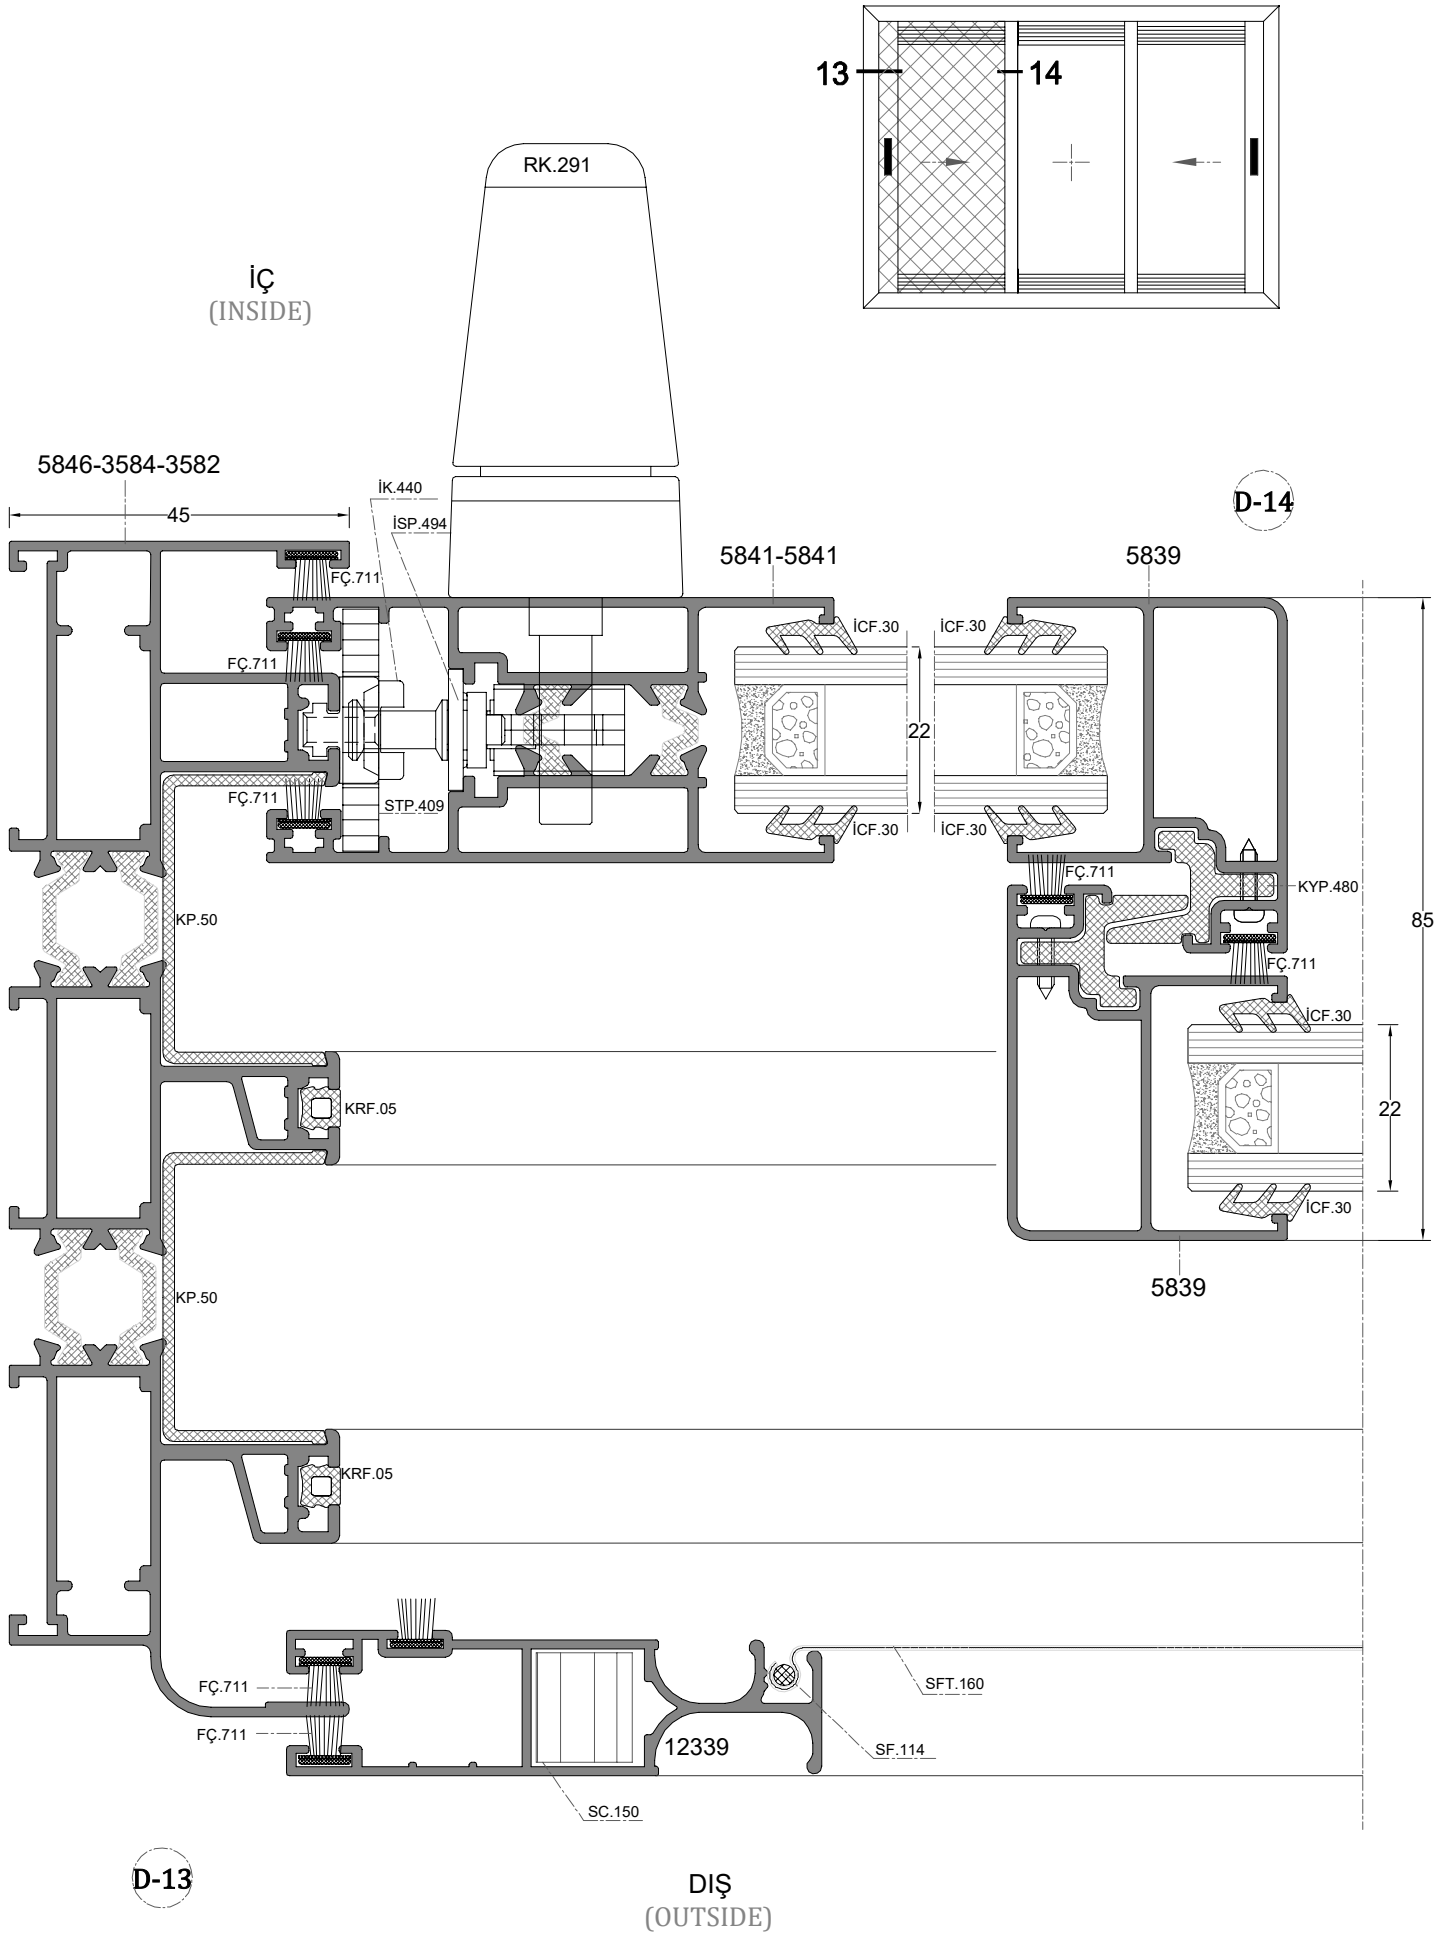 13
14
RK.291
İÇ
(INSIDE)
5846-3584-3582
İK.440
D-14
45
İSP.494
5841-5841
5839
FÇ.711
İCF.30
İCF.30
FÇ.711
22
FÇ.711
STP.409
İCF.30
İCF.30
FÇ.711
KYP.480
KP.50
85
FÇ.711
İCF.30
KRF.05
22
İCF.30
KP.50
5839
KRF.05
FÇ.711
SFT.160
FÇ.711
12339
SF.114
SC.150
D-13
DIŞ
(OUTSIDE)